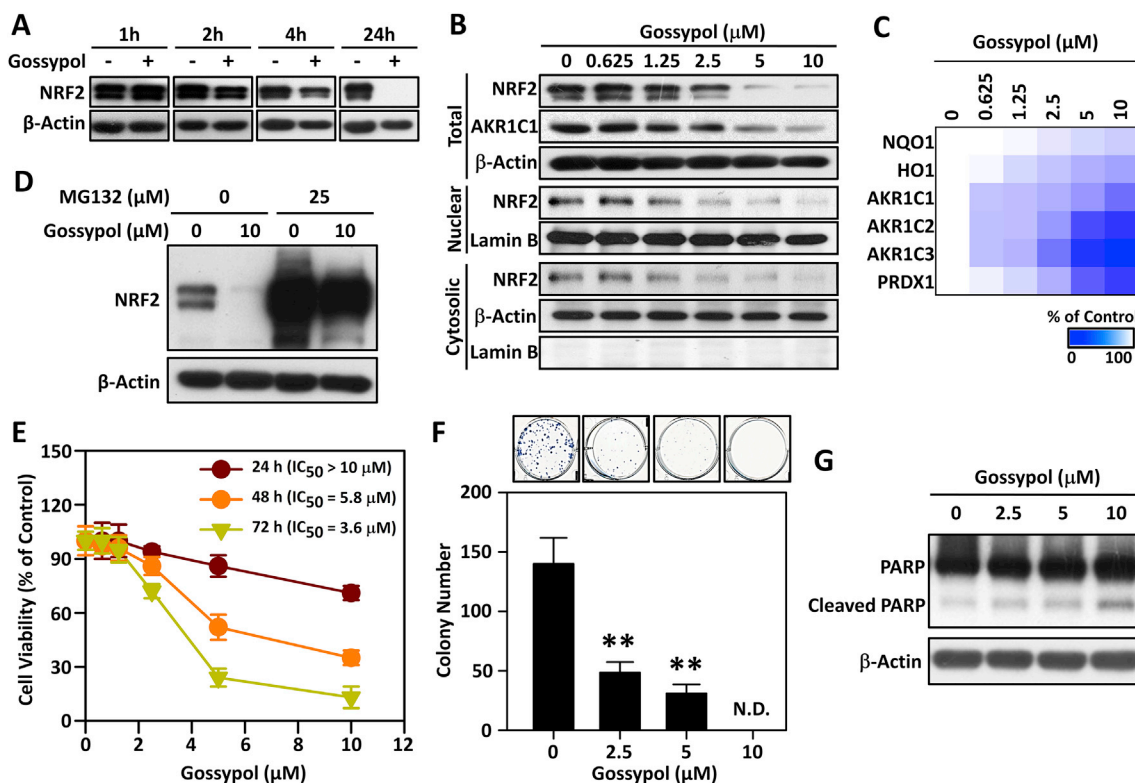 A
1h 2h 4h 24h
Gossypol - + - + - + - +
NRF2
β-Actin
B
Gossypol (μM)
0 0.625 1.25 2.5 5 10
Total
NRF2
AKR1C1
β-Actin
Nuclear
NRF2
Lamin B
Cytosolic
NRF2
β-Actin
Lamin B
C
Gossypol
(μM)
0 0.625 1.25 2.5 5 10
NQO1
HO1
AKR1C1
AKR1C2
AKR1C3
PRDX1
% of Control
0 100
D
MG132 (μM) 0 25
Gossypol (μM) 0 10 0 10
NRF2
β-Actin
E
Cell Viability (% of Control)
150
120
90
60
30
0
24 h (IC50 > 10 μM)
48 h (IC50 = 5.8 μM)
72 h (IC50 = 3.6 μM)
0 2 4 6 8 10 12
Gossypol (μM)
F
Colony Number
200
150
100
50
0
** ** N.D.
0 2.5 5 10
Gossypol (μM)
G
Gossypol (μM)
0 2.5 5 10
PARP
Cleaved PARP
β-Actin